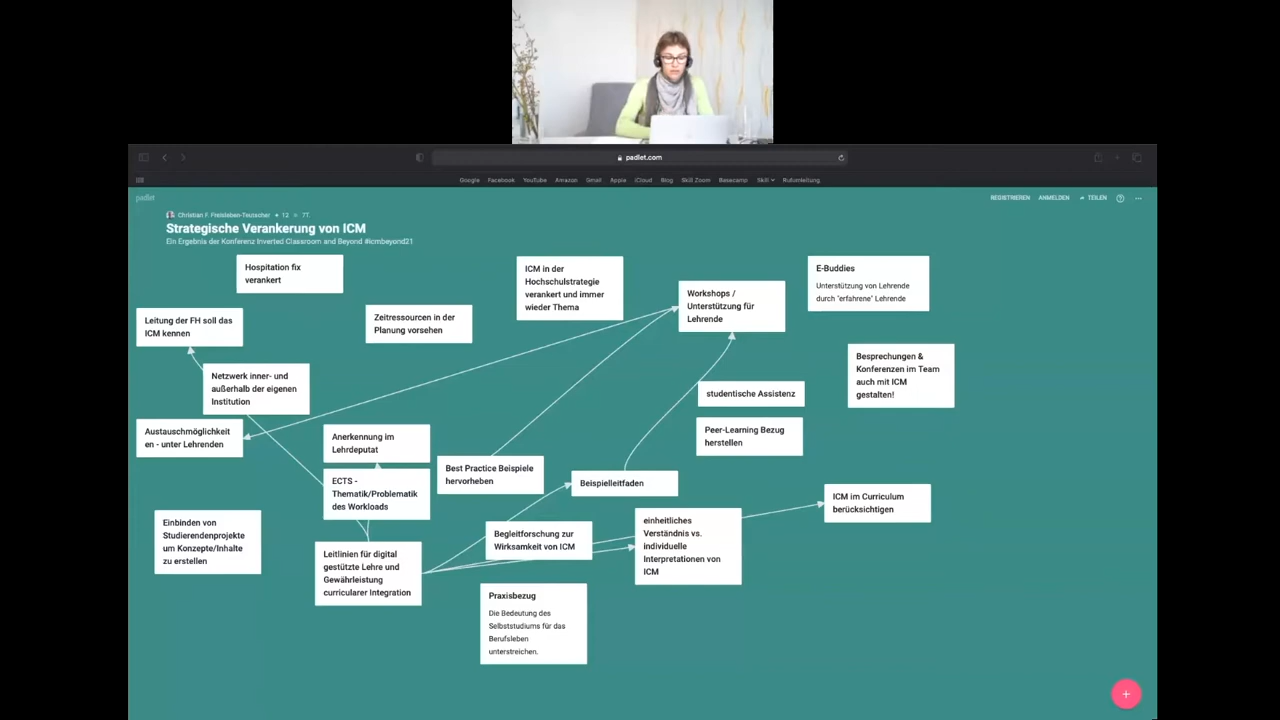 padlet.com
Google Facebook YouTube Amazon Gmail Apple iCloud Blog Skill Zoom Basecamp Skill Rufumleitung
padlet
REGISTRIEREN ANMELDEN TEILEN
Christian F. Freisleben-Teutscher 12 7T.
Strategische Verankerung von ICM
Ein Ergebnis der Konferenz Inverted Classroom and Beyond #icmbeyond21
Hospitation fix
verankert
ICM in der
Hochschulstrategie
verankert und immer
wieder Thema
E-Buddies
Unterstützung von Lehrende
durch "erfahrene" Lehrende
Workshops /
Unterstützung für
Lehrende
Leitung der FH soll das
ICM kennen
Zeitressourcen in der
Planung vorsehen
Besprechungen &
Konferenzen im Team
auch mit ICM
gestalten!
Netzwerk inner- und
außerhalb der eigenen
Institution
studentische Assistenz
Austauschmöglichkeit
en - unter Lehrenden
Anerkennung im
Lehrdeputat
Peer-Learning Bezug
herstellen
Best Practice Beispiele
hervorheben
ECTS -
Thematik/Problematik
des Workloads
Beispielleitfaden
ICM im Curriculum
berücksichtigen
Einbinden von
Studierendenprojekte
um Konzepte/Inhalte
zu erstellen
Begleitforschung zur
Wirksamkeit von ICM
einheitliches
Verständnis vs.
individuelle
Interpretationen von
ICM
Leitlinien für digital
gestützte Lehre und
Gewährleistung
curricularer Integration
Praxisbezug
Die Bedeutung des
Selbststudiums für das
Berufsleben
unterstreichen.